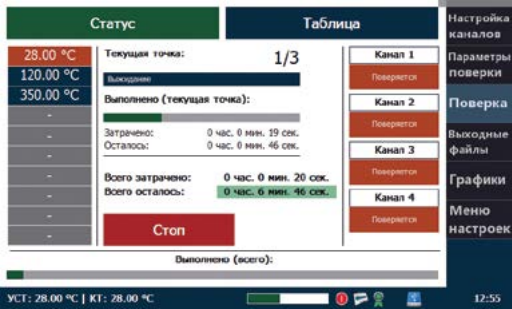 Статус
Таблица
28.00 °C
120.00 °C
350.00 °C
-
-
-
-
-
-
-
Текущая точка:
1/3
Выжидание
Выполнено (текущая точка):
Затрачено: 0 час. 0 мин. 19 сек.
Осталось: 0 час. 0 мин. 46 сек.
Всего затрачено: 0 час. 0 мин. 20 сек.
Всего осталось: 0 час. 6 мин. 46 сек.
Стоп
Канал 1
Поверяется
Канал 2
Поверяется
Канал 3
Поверяется
Канал 4
Поверяется
Выполнено (всего):
Настройка
каналов
Параметры
поверки
Поверка
Выходные
файлы
Графики
Меню
настроек
УСТ: 28.00 °C | КТ: 28.00 °C
12:55